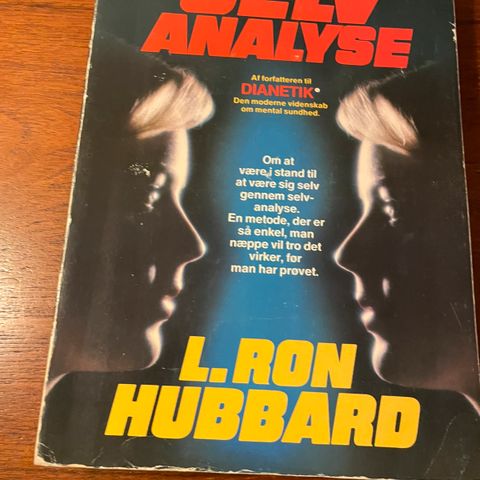 SELV
ANALYSE
Af forfatteren til
DIANETIK®
Den moderne videnskab
om mental sundhed.
Om at
være i stand til
at være sig selv
gennem selv-
analyse.
En metode, der er
så enkel, man
næppe vil tro det
virker, før
man har prøvet.
L. RON
HUBBARD